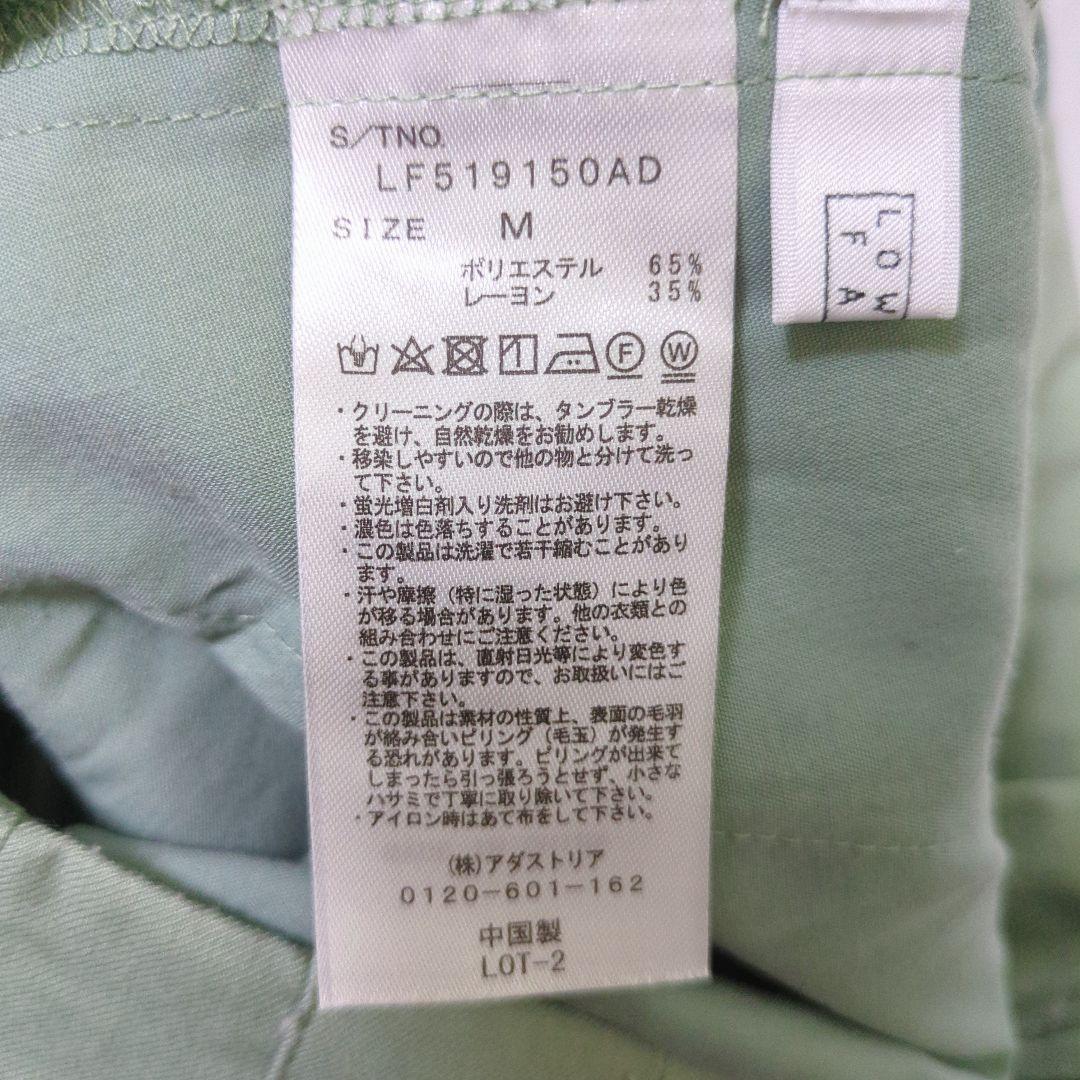 S/TNO.
LF519150AD
SIZE M
ポリエステル 65%
レーヨン 35%
F W
・クリーニングの際は、タンブラー乾燥
を避け、自然乾燥をお勧めします。
・移染しやすいので他の物と分けて洗っ
て下さい。
・蛍光増白剤入り洗剤はお避け下さい。
・濃色は色落ちすることがあります。
・この製品は洗濯で若干縮むことがあり
ます。
・汗や摩擦（特に湿った状態）により色
が移る場合があります。他の衣類との
組み合わせにご注意ください。
・この製品は、直射日光等により変色す
る事がありますので、お取扱いにはご
注意下さい。
・この製品は素材の性質上、表面の毛羽
が絡み合いピリング（毛玉）が発生す
る恐れがあります。ピリングが出来て
しまったら引っ張ろうとせず、小さな
ハサミで丁寧に取り除いて下さい。
・アイロン時はあて布をして下さい。
(株)アダストリア
0120-601-162
中国製
LOT-2
LOW
FA